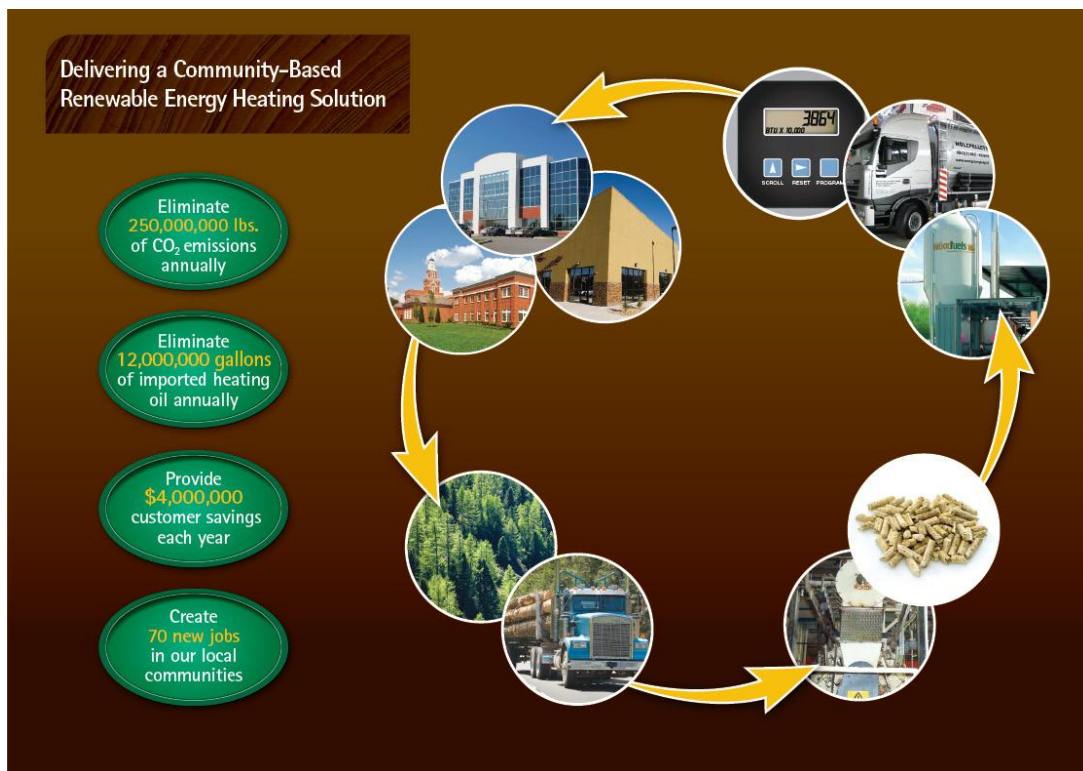 Delivering a Community-Based
Renewable Energy Heating Solution
Eliminate
250,000,000 lbs.
of CO₂ emissions
annually
Eliminate
12,000,000 gallons
of imported heating
oil annually
Provide
$4,000,000
customer savings
each year
Create
70 new jobs
in our local
communities
3864
BTU X 10,000
SCROLL RESET PROGRAM
HOLZPELLETS
woodfuels